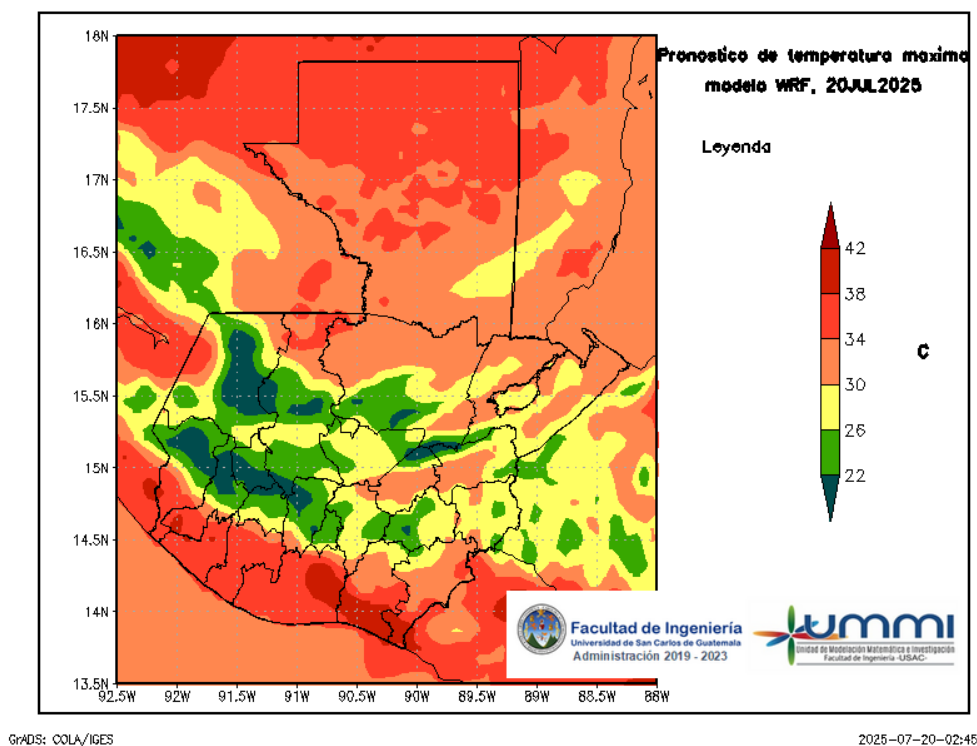 Pronostico de temperatura maxima
modelo WRF, 20JUL2025
Leyenda
42
38
34
30
26
22
C
18N
17.5N
17N
16.5N
16N
15.5N
15N
14.5N
14N
13.5N
92.5W
92W
91.5W
91W
90.5W
90W
89.5W
89W
88.5W
88W
Facultad de Ingeniería
Universidad de San Carlos de Guatemala
Administración 2019 - 2023
ummi
Unidad de Modelación Matemática e Investigación
Facultad de Ingeniería -USAC-
GrADS: COLA/IGES
2025-07-20-02:45